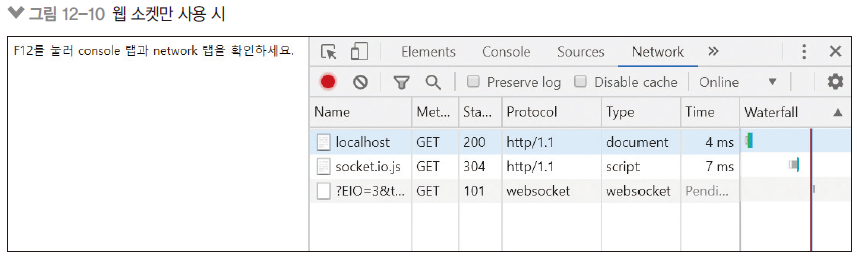 그림 12-10 웹 소켓만 사용 시
F12를 눌러 console 탭과 network 탭을 확인하세요.
Elements Console Sources Network »
Preserve log Disable cache Online
Name Met... Sta... Protocol Type Time Waterfall
localhost GET 200 http/1.1 document 4 ms
socket.io.js GET 304 http/1.1 script 7 ms
?EIO=3&t... GET 101 websocket websocket Pendi...